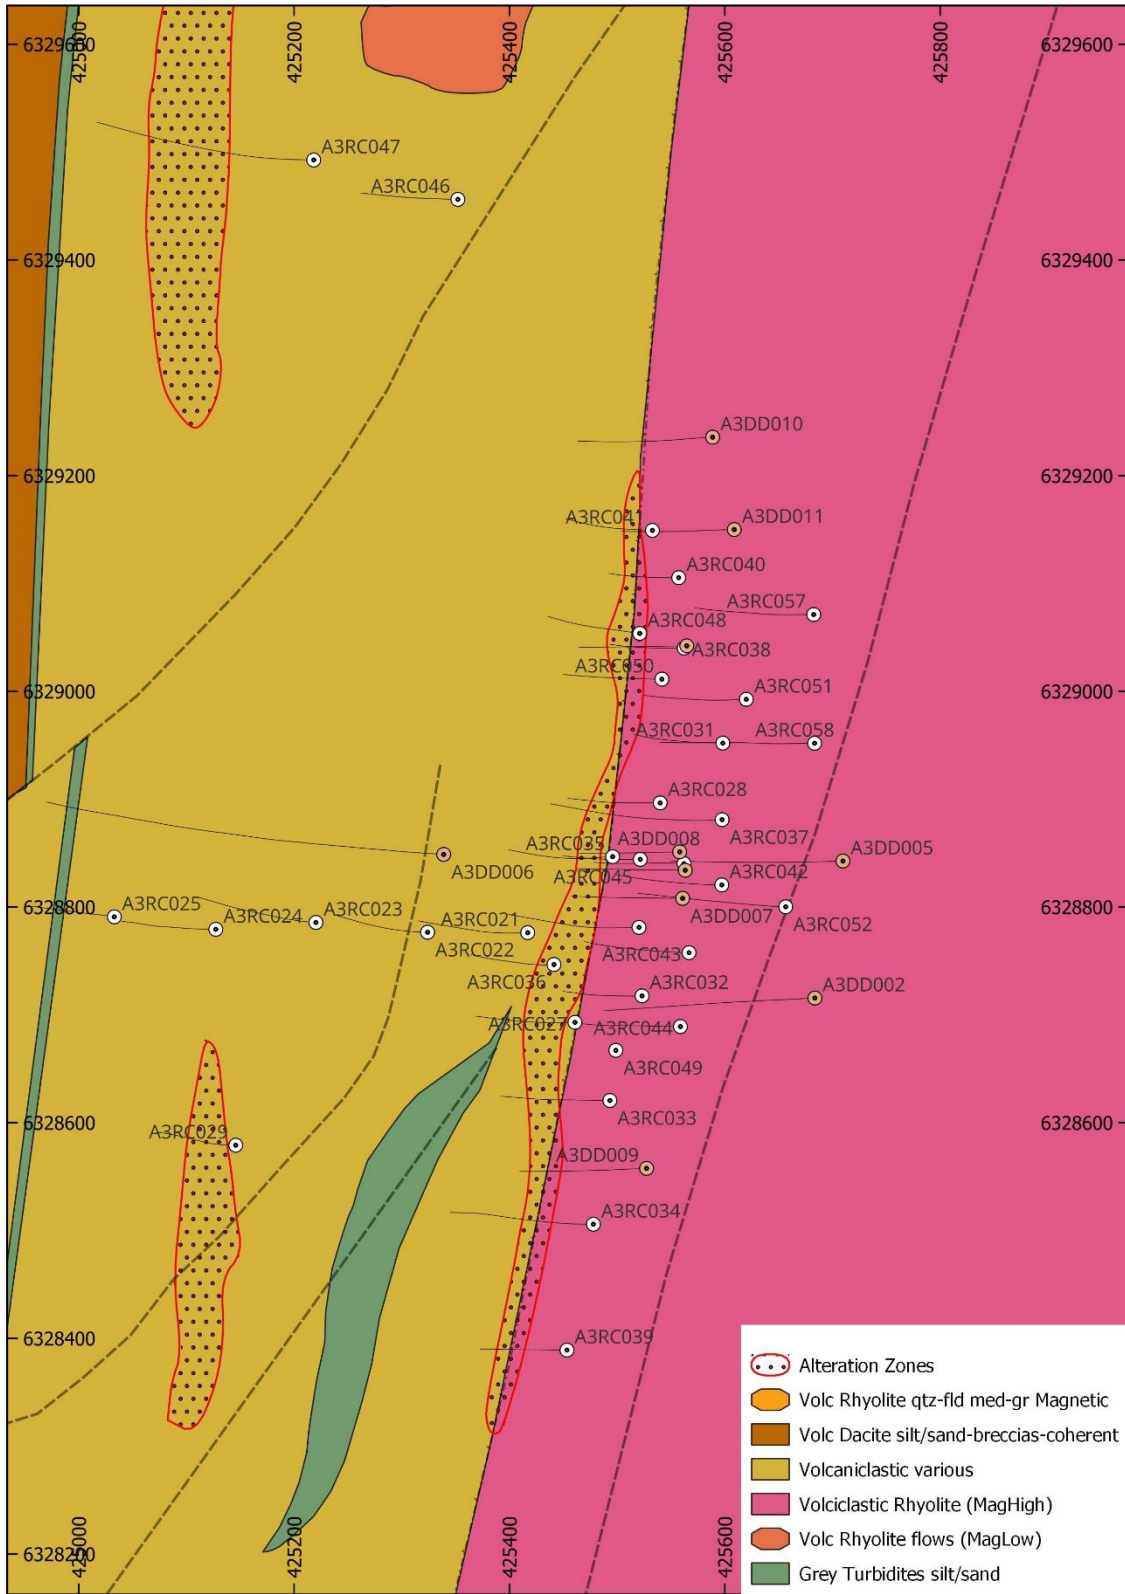 425000
425200
425400
425600
425800
6329600
6329600
A3RC047
A3RC046
6329400
6329400
A3DD010
6329200
6329200
A3RC041
A3DD011
A3RC040
A3RC057
A3RC048
A3RC038
A3RC050
6329000
6329000
A3RC051
A3RC031
A3RC058
A3RC028
A3RC037
A3RC035
A3DD008
A3DD005
A3DD006
A3RC045
A3RC042
6328800
6328800
A3RC025
A3RC024
A3RC023
A3RC021
A3DD007
A3RC052
A3RC022
A3RC043
A3RC036
A3RC032
A3DD002
A3RC027
A3RC044
A3RC049
6328600
6328600
A3RC033
A3RC029
A3DD009
A3RC034
6328400
A3RC039
Alteration Zones
Volc Rhyolite qtz-fld med-gr Magnetic
Volc Dacite silt/sand-breccias-coherent
Volcaniclastic various
Volciclastic Rhyolite (MagHigh)
Volc Rhyolite flows (MagLow)
Grey Turbidites silt/sand
6328200
425000
425200
425400
425600